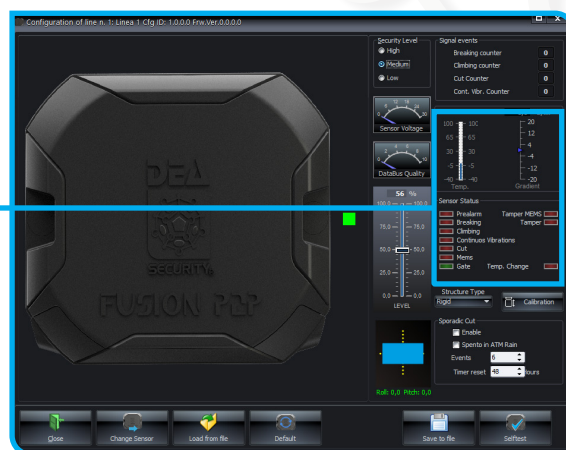 Configuration of line n. 1: Linea 1 Cfg ID: 1.0.0.0 Frw.Ver.0.0.0.0
Security Level
High
Medium
Low
Signal events
Breaking counter 0
Climbing counter 0
Cut Counter 0
Cont. Vibr. Counter 0
Sensor Voltage
DataBus Quality
100 100
65 65
30 30
-5 -5
-40 -40
Temp.
20
12
4
-4
-12
-20
Gradient
DEA
SECURITY
FUSION PEP
56 %
100,0 100,0
75,0 75,0
50,0 50,0
25,0 25,0
0,0 0,0
LEVEL
Sensor Status
Prealarm Tamper MEMS
Breaking Tamper
Climbing
Continuos Vibrations
Cut
Mems
Gate Temp. Change
Structure Type
Rigid
Calibration
Sporadic Cut
Enable
Spento in ATM Rain
Events 6
Timer reset 48 hours
Roll: 0,0 Pitch: 0,0
Close
Change Sensor
Load from file
Default
Save to file
Selftest